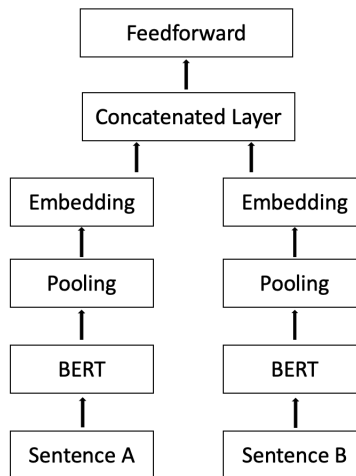 Feedforward
Concatenated Layer
Embedding
Embedding
Pooling
Pooling
BERT
BERT
Sentence A
Sentence B